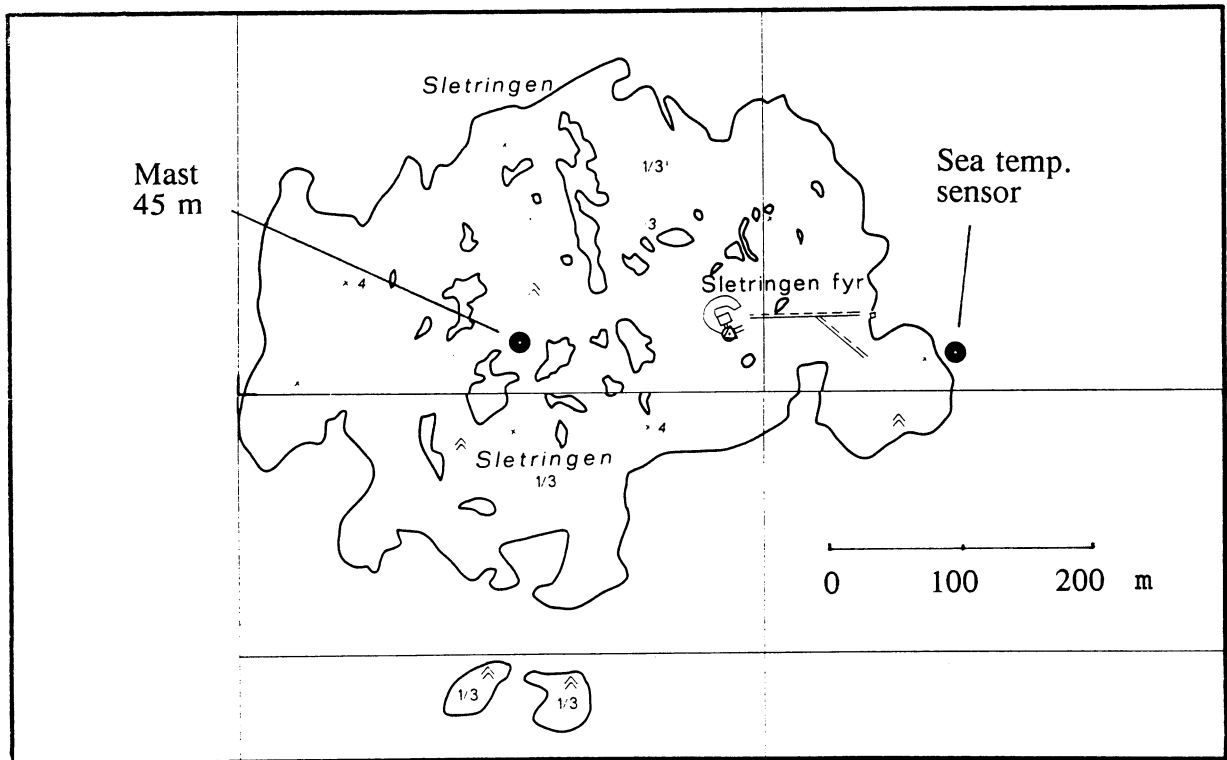 Sletringen
Mast
45 m
1/3
Sea temp.
sensor
3
4
Sletringen fyr
4
Sletringen
1/3
0 100 200 m
1/3 1/3